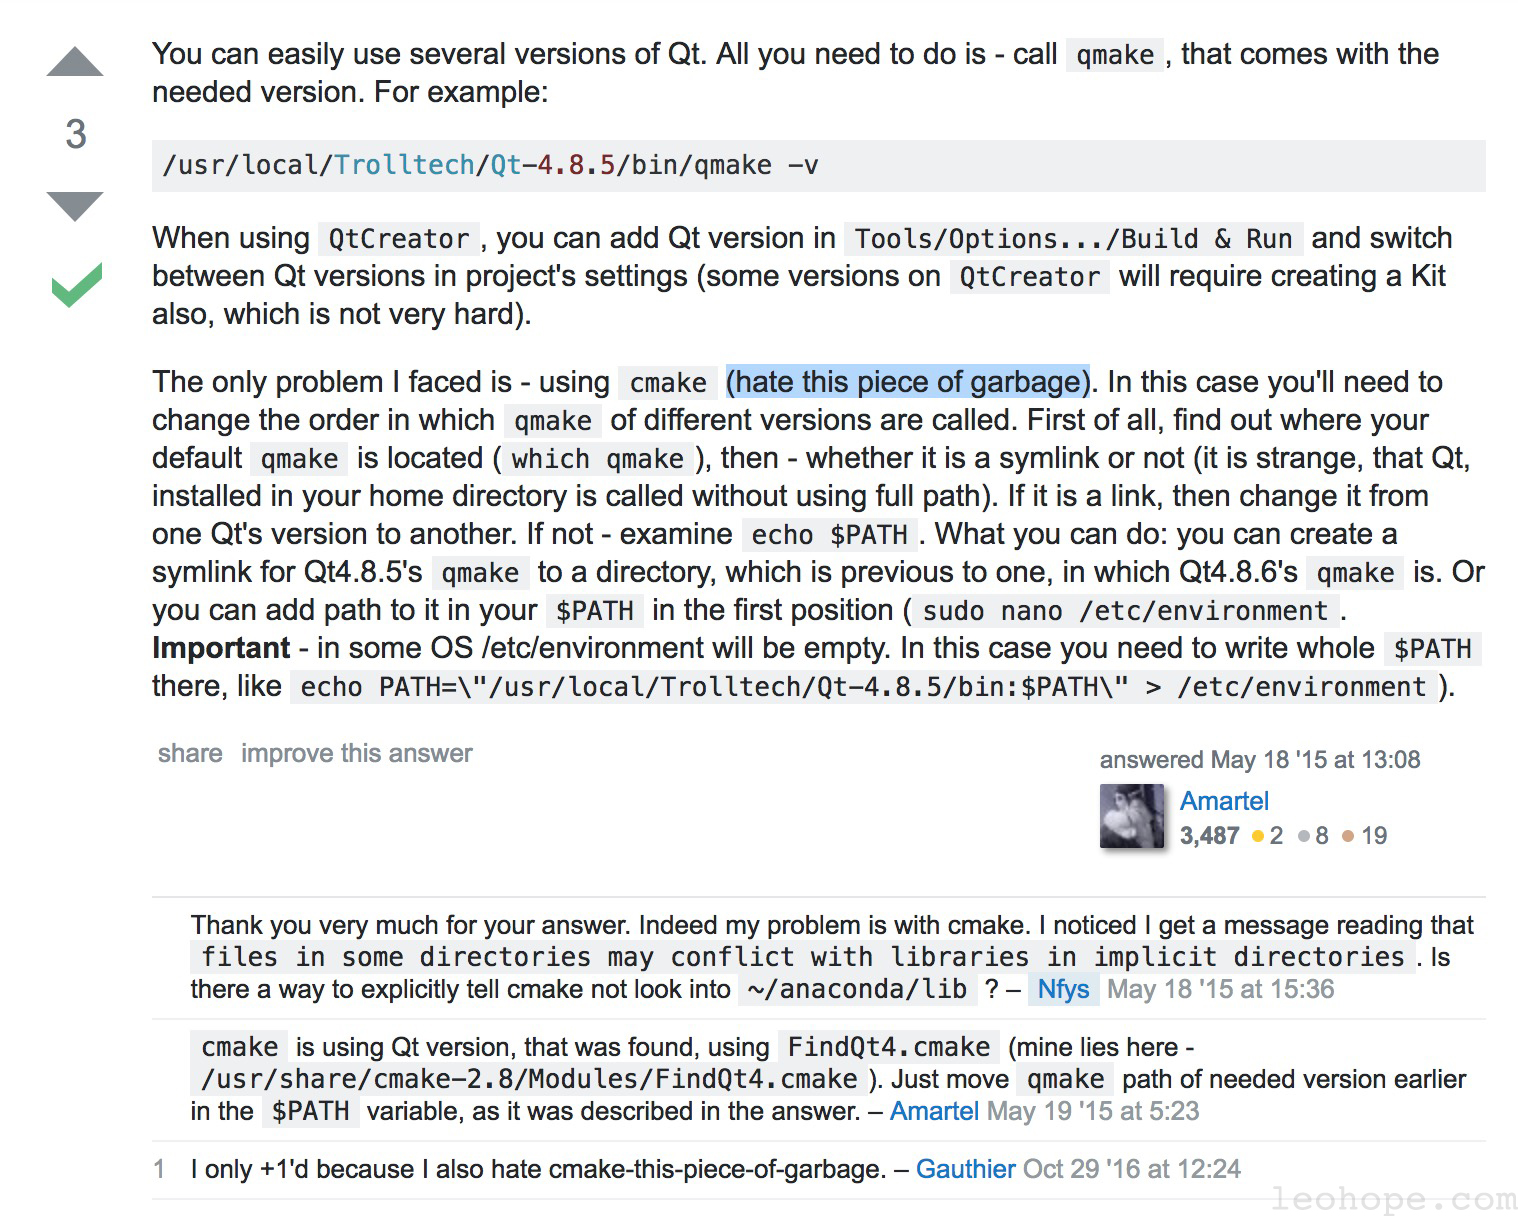 You can easily use several versions of Qt. All you need to do is - call qmake, that comes with the
needed version. For example:
3
/usr/local/Trolltech/Qt-4.8.5/bin/qmake -v
When using QtCreator, you can add Qt version in Tools/Options.../Build & Run and switch
between Qt versions in project's settings (some versions on QtCreator will require creating a Kit
also, which is not very hard).
The only problem I faced is - using cmake (hate this piece of garbage). In this case you'll need to
change the order in which qmake of different versions are called. First of all, find out where your
default qmake is located (which qmake), then - whether it is a symlink or not (it is strange, that Qt,
installed in your home directory is called without using full path). If it is a link, then change it from
one Qt's version to another. If not - examine echo $PATH. What you can do: you can create a
symlink for Qt4.8.5's qmake to a directory, which is previous to one, in which Qt4.8.6's qmake is. Or
you can add path to it in your $PATH in the first position (sudo nano /etc/environment.
Important - in some OS /etc/environment will be empty. In this case you need to write whole $PATH
there, like echo PATH=\"/usr/local/Trolltech/Qt-4.8.5/bin:$PATH\" > /etc/environment).
share improve this answer
answered May 18 '15 at 13:08
Amartel
3,487 2 8 19
Thank you very much for your answer. Indeed my problem is with cmake. I noticed I get a message reading that
files in some directories may conflict with libraries in implicit directories. Is
there a way to explicitly tell cmake not look into ~/anaconda/lib ? – Nfys May 18 '15 at 15:36
cmake is using Qt version, that was found, using FindQt4.cmake (mine lies here -
/usr/share/cmake-2.8/Modules/FindQt4.cmake). Just move qmake path of needed version earlier
in the $PATH variable, as it was described in the answer. – Amartel May 19 '15 at 5:23
1 I only +1'd because I also hate cmake-this-piece-of-garbage. – Gauthier Oct 29 '16 at 12:24
leohope.com